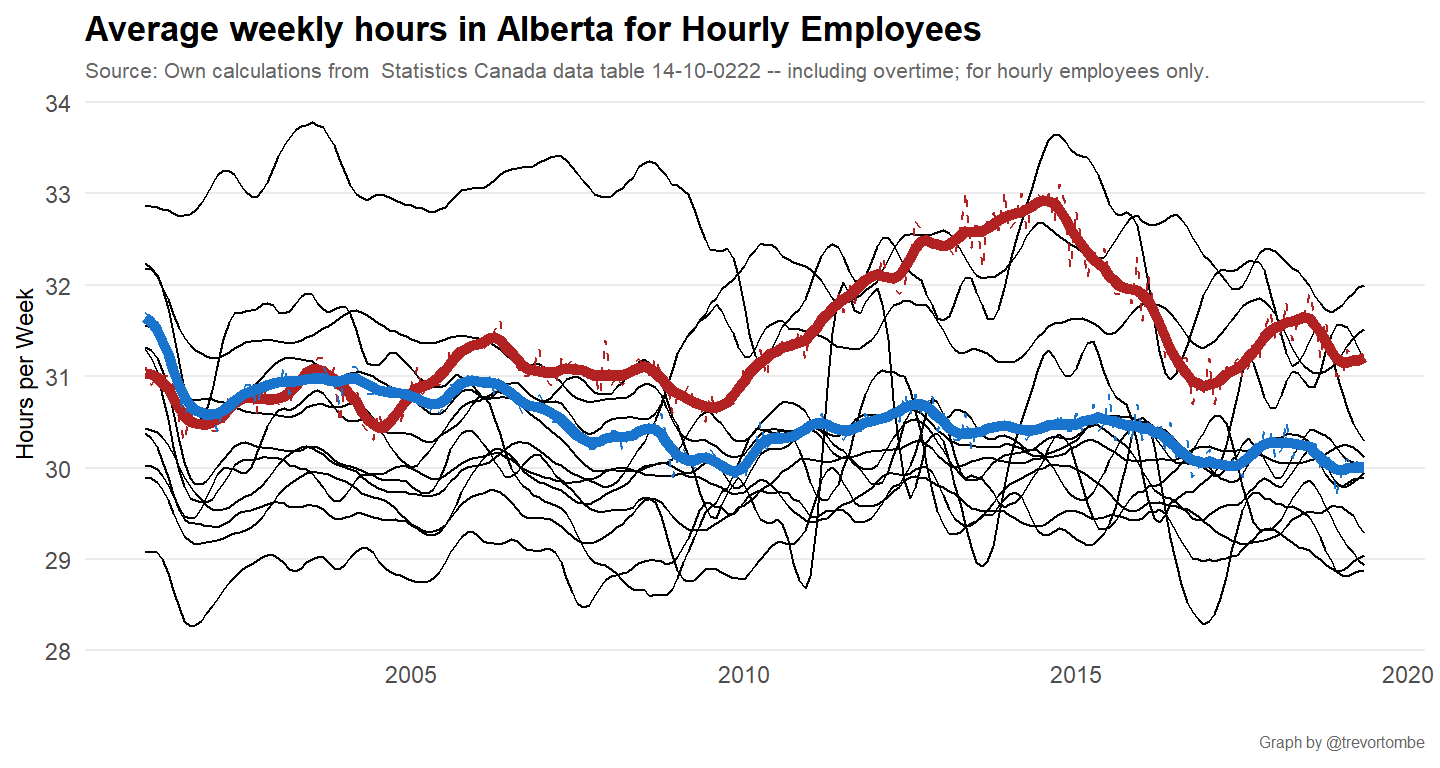 Average weekly hours in Alberta for Hourly Employees
Source: Own calculations from  Statistics Canada data table 14-10-0222 -- including overtime; for hourly employees only.
34
33
32
31
30
29
28
Hours per Week
2005
2010
2015
2020
Graph by @trevortombe